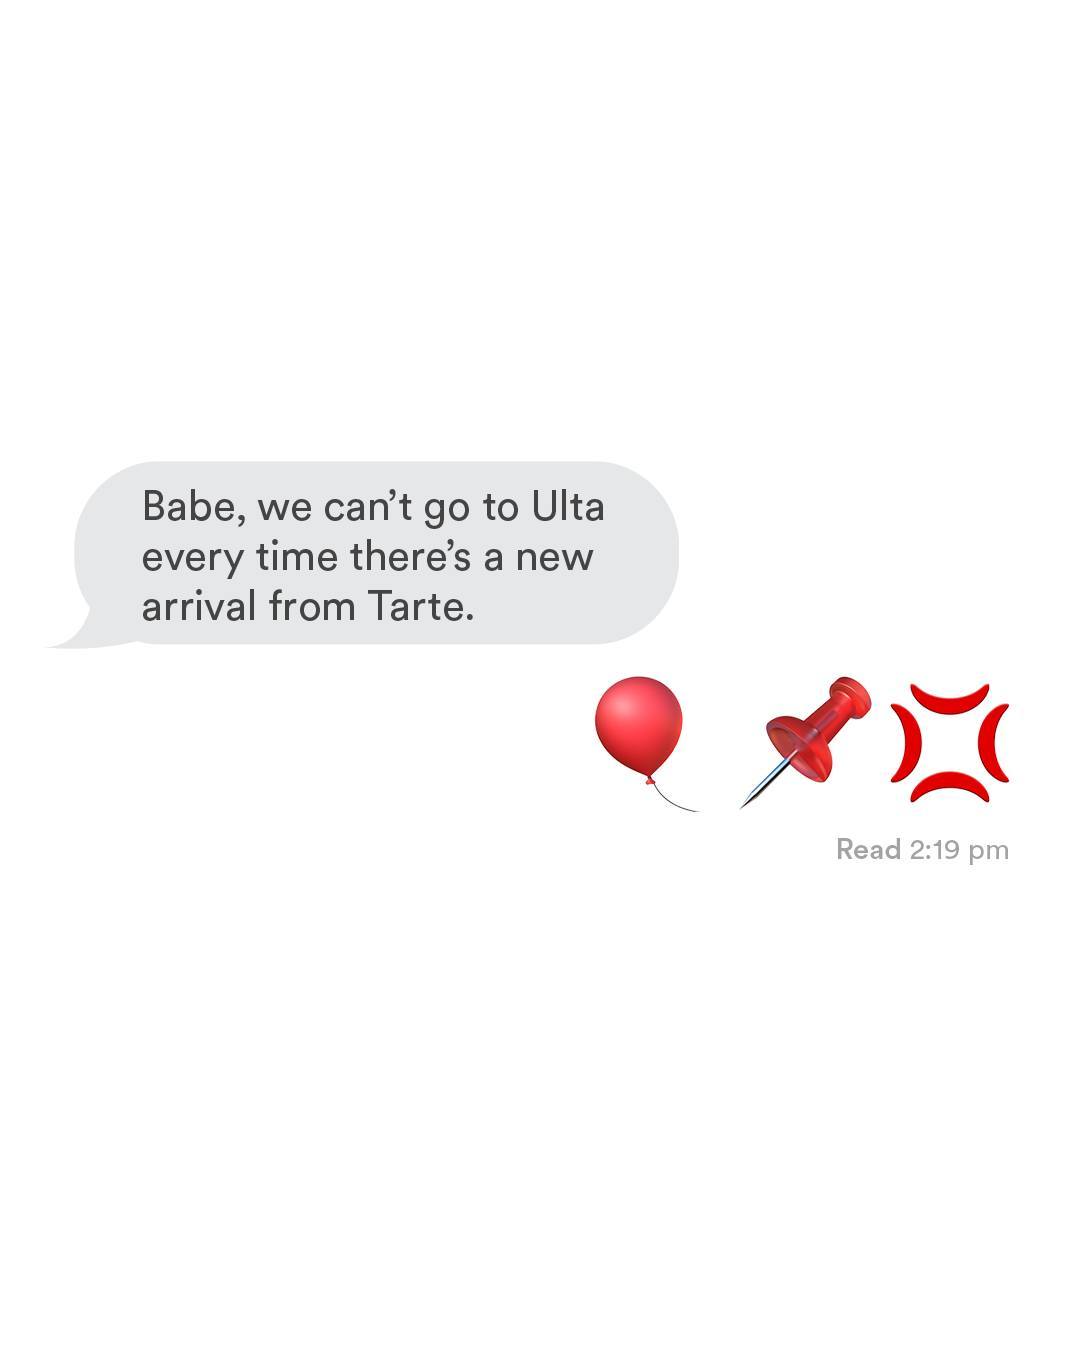 Babe, we can’t go to Ulta
every time there’s a new
arrival from Tarte.
Read 2:19 pm